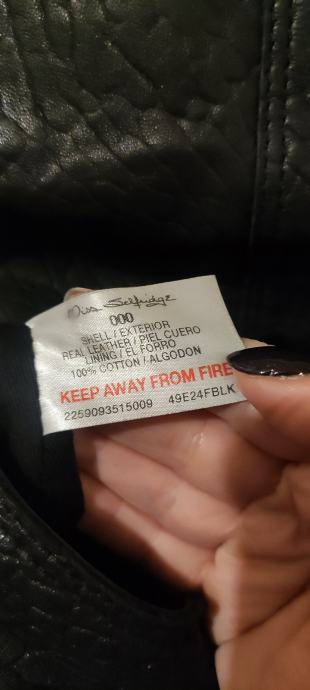 Miss Selfridge
000
SHELL / EXTERIOR
REAL LEATHER / PIEL CUERO
LINING / EL FORRO
100% COTTON / ALGODON
KEEP AWAY FROM FIRE
2259093515009 49E24FBLK